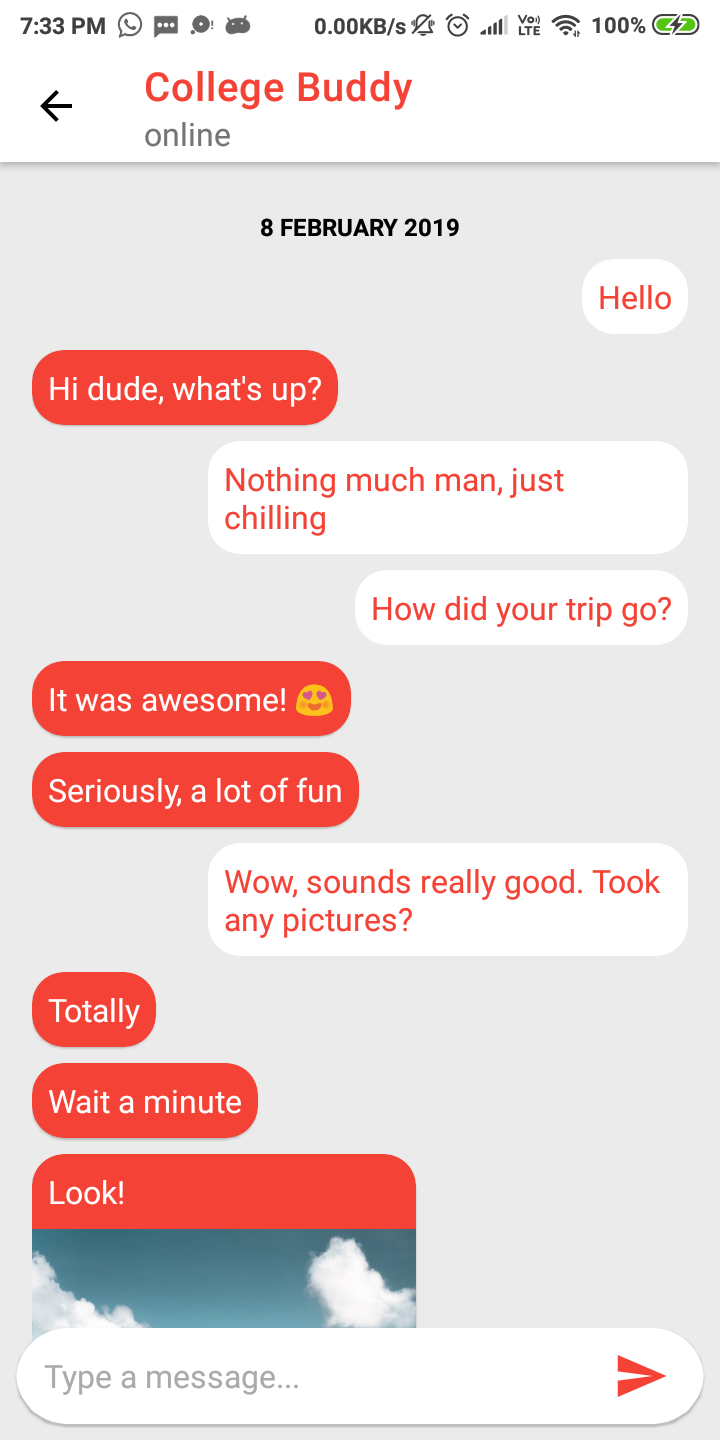 7:33 PM 0.00KB/s Vo) LTE 100%
College Buddy
online
8 FEBRUARY 2019
Hello
Hi dude, what's up?
Nothing much man, just
chilling
How did your trip go?
It was awesome! 😍
Seriously, a lot of fun
Wow, sounds really good. Took
any pictures?
Totally
Wait a minute
Look!
Type a message...